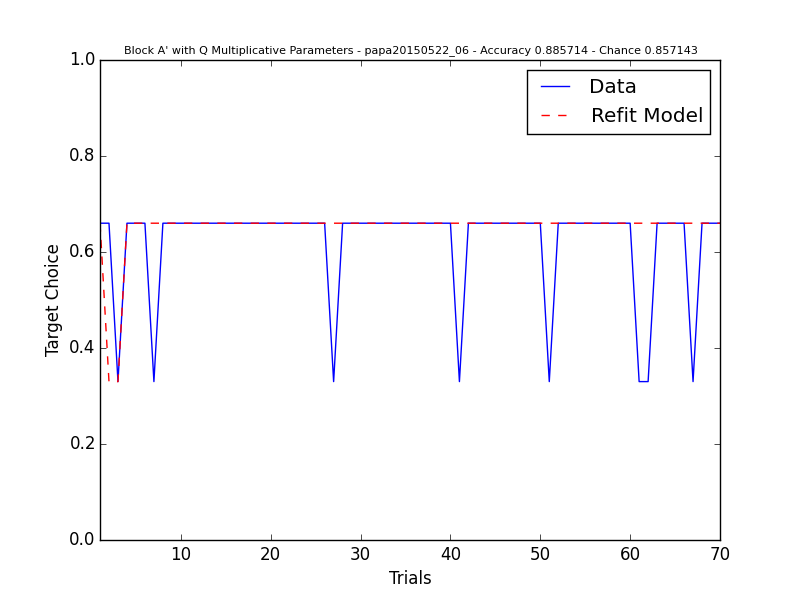 Block A' with Q Multiplicative Parameters - papa20150522_06 - Accuracy 0.885714 - Chance 0.857143
1.0
Data
Refit Model
0.8
0.6
Target Choice
0.4
0.2
0.0
10 20 30 40 50 60 70
Trials